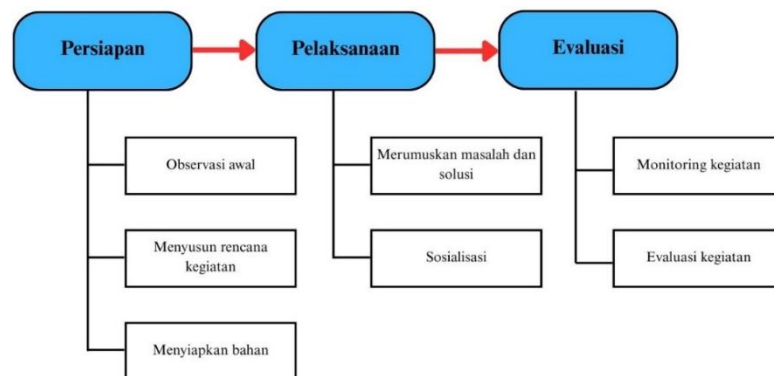 Persiapan
Pelaksanaan
Evaluasi
Observasi awal
Menyusun rencana
kegiatan
Menyiapkan bahan
Merumuskan masalah dan
solusi
Sosialisasi
Monitoring kegiatan
Evaluasi kegiatan